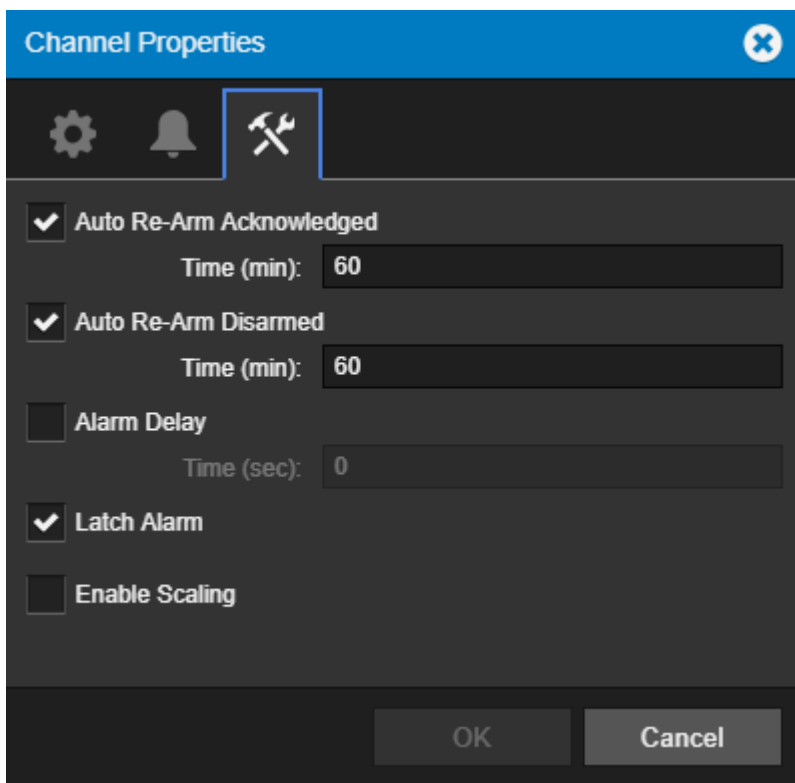 Channel Properties
Auto Re-Arm Acknowledged
Time (min): 60
Auto Re-Arm Disarmed
Time (min): 60
Alarm Delay
Time (sec): 0
Latch Alarm
Enable Scaling
OK Cancel